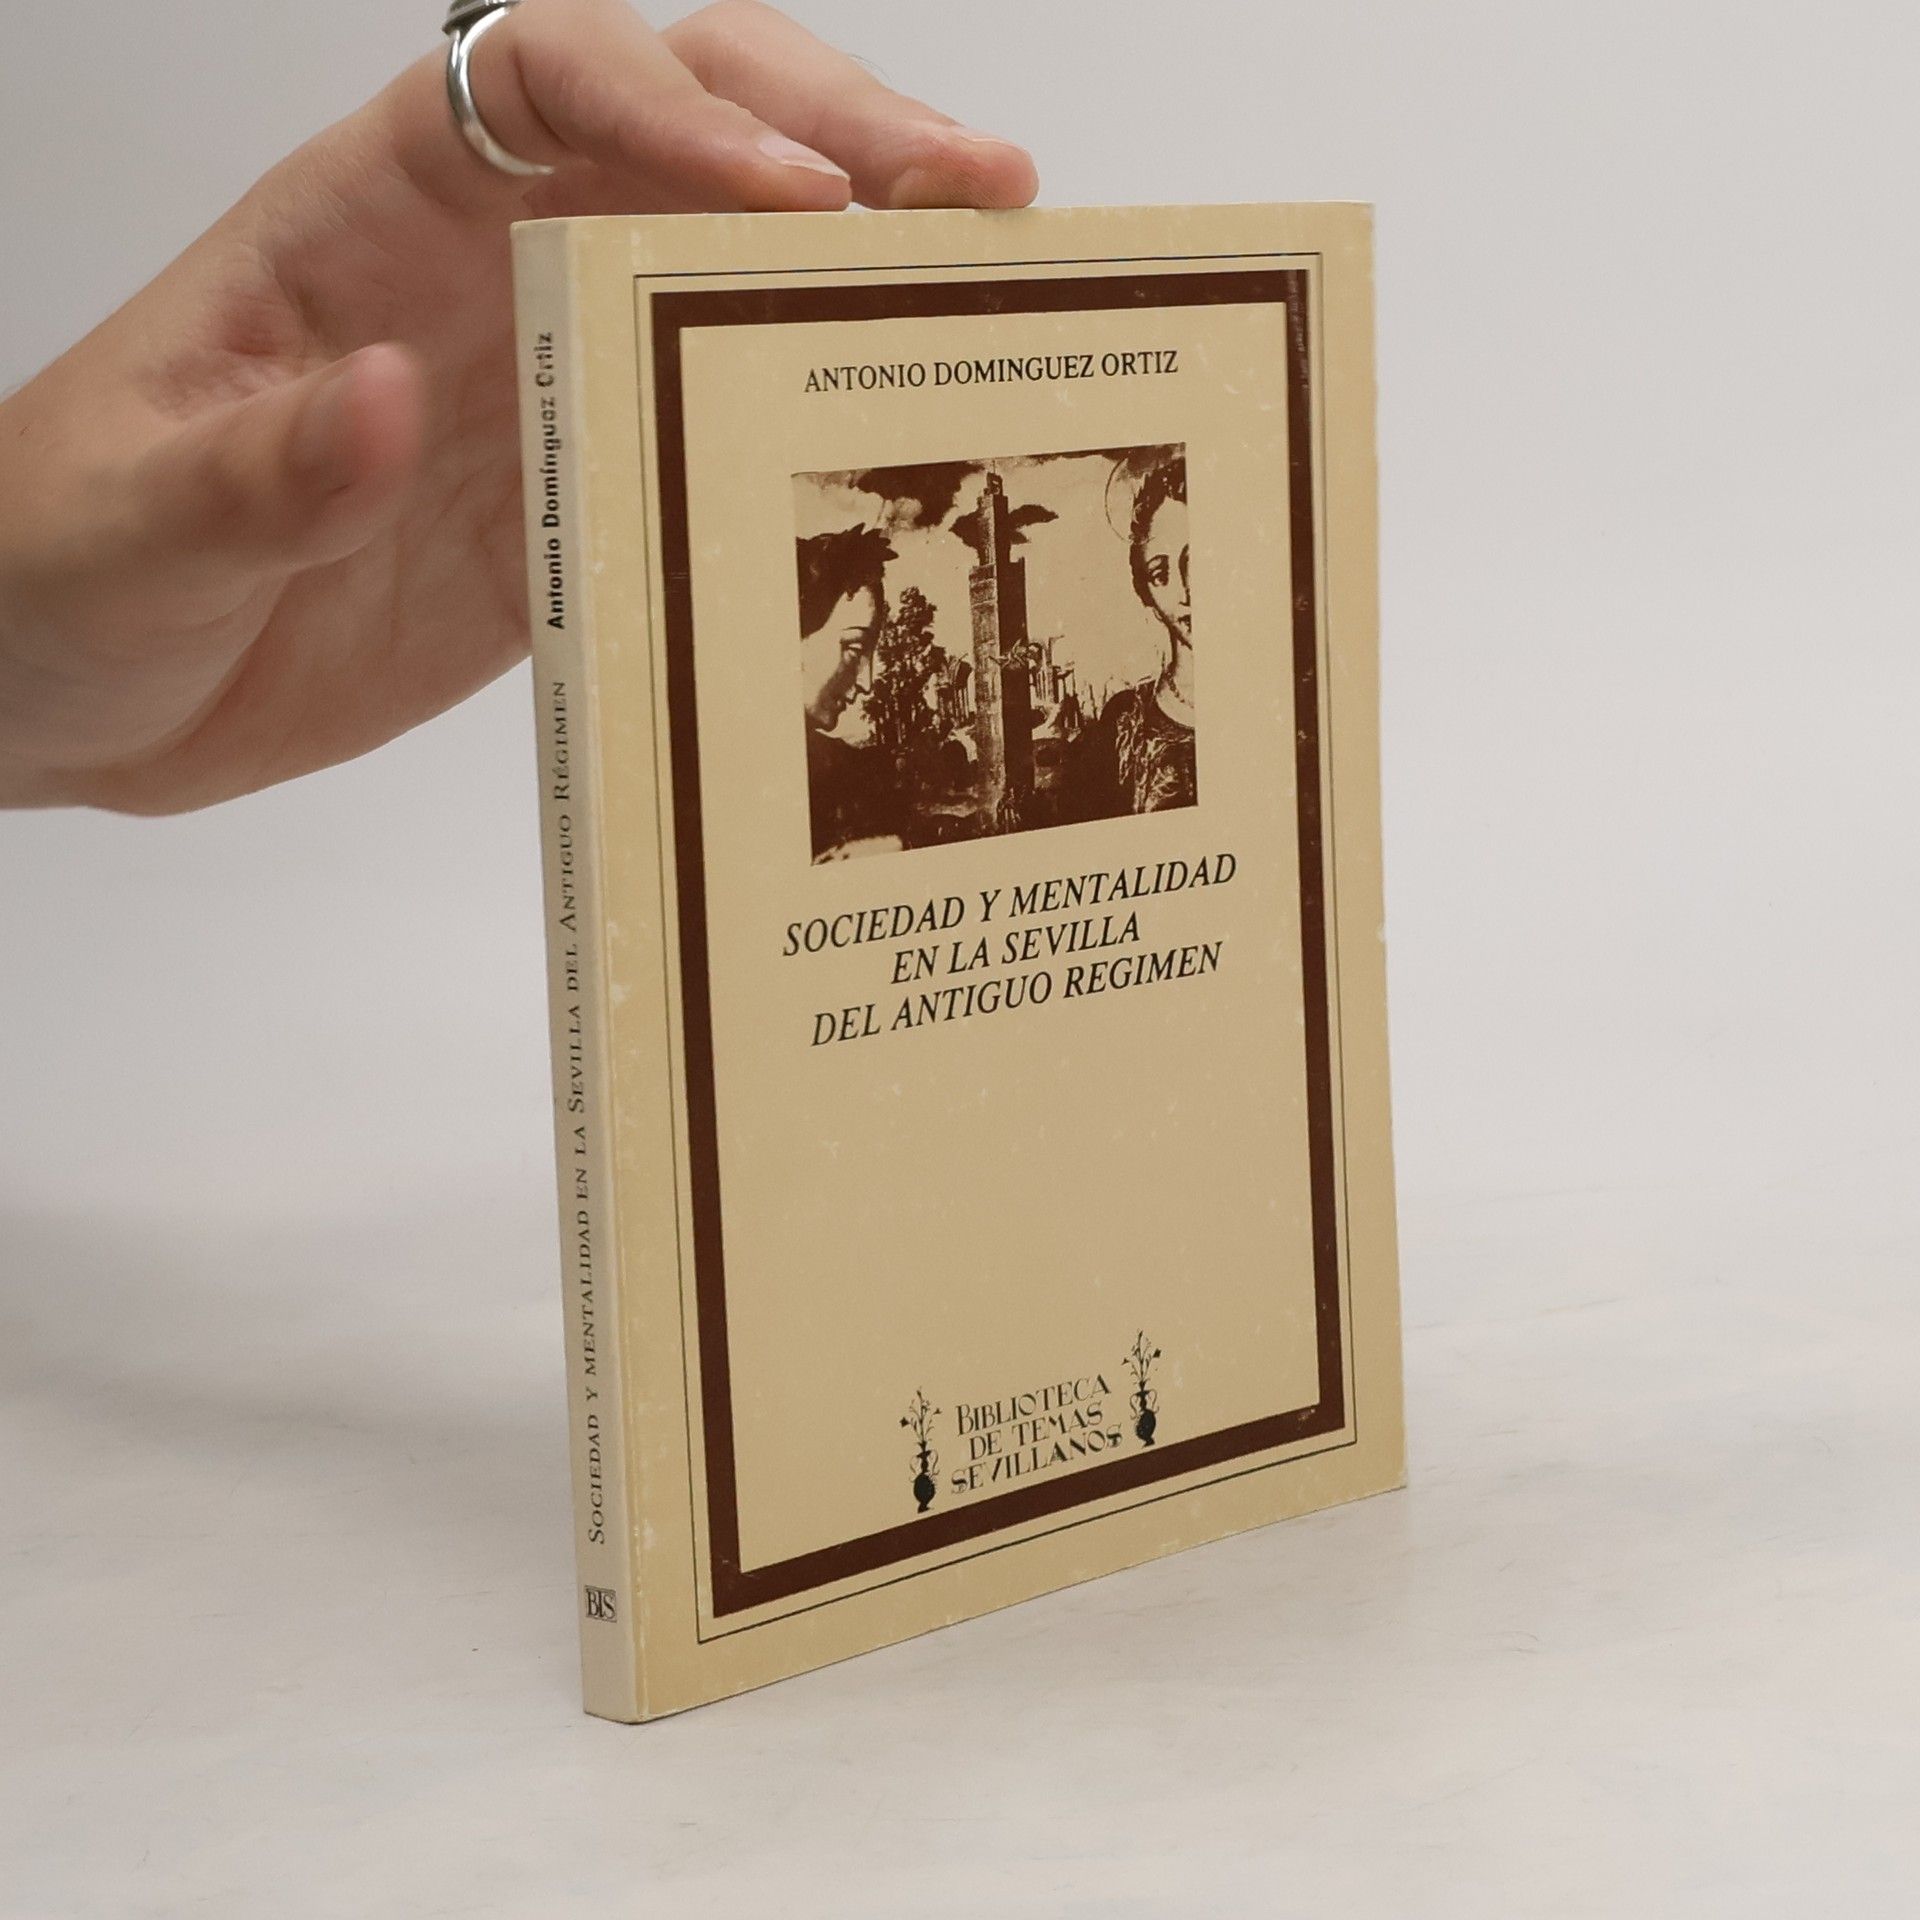 Antonio Domínguez Ortiz
SOCIEDAD Y MENTALIDAD EN LA SEVILLA DEL ANTIGUO RÉGIMEN
BTS
ANTONIO DOMINGUEZ ORTIZ
SOCIEDAD Y MENTALIDAD
EN LA SEVILLA
DEL ANTIGUO REGIMEN
BIBLIOTECA
DE TEMAS
SEVILLANOS